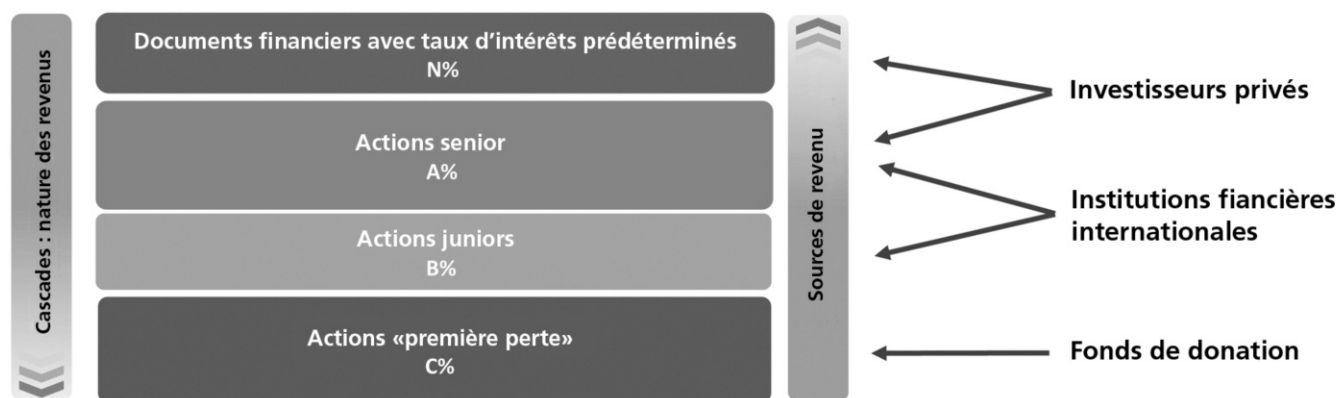 Cascades : nature des revenus
Documents financiers avec taux d’intérêts prédéterminés
N%
Actions senior
A%
Actions juniors
B%
Actions «première perte»
C%
Sources de revenu
Investisseurs privés
Institutions fiancières
internationales
Fonds de donation